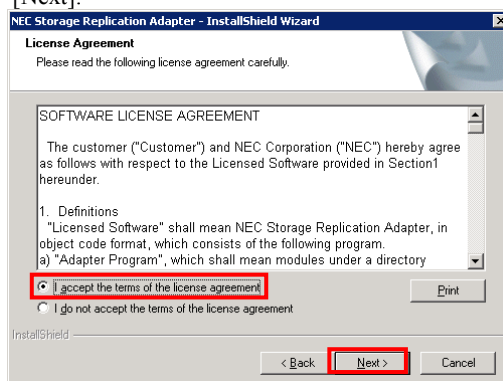 [Next].
NEC Storage Replication Adapter - InstallShield Wizard
License Agreement
Please read the following license agreement carefully.
SOFTWARE LICENSE AGREEMENT
The customer ("Customer") and NEC Corporation ("NEC") hereby agree
as follows with respect to the Licensed Software provided in Section1
hereunder.
1. Definitions
"Licensed Software" shall mean NEC Storage Replication Adapter, in
object code format, which consists of the following program.
a) "Adapter Program", which shall mean modules under a directory
I accept the terms of the license agreement
Print
I do not accept the terms of the license agreement
InstallShield
< Back
Next >
Cancel